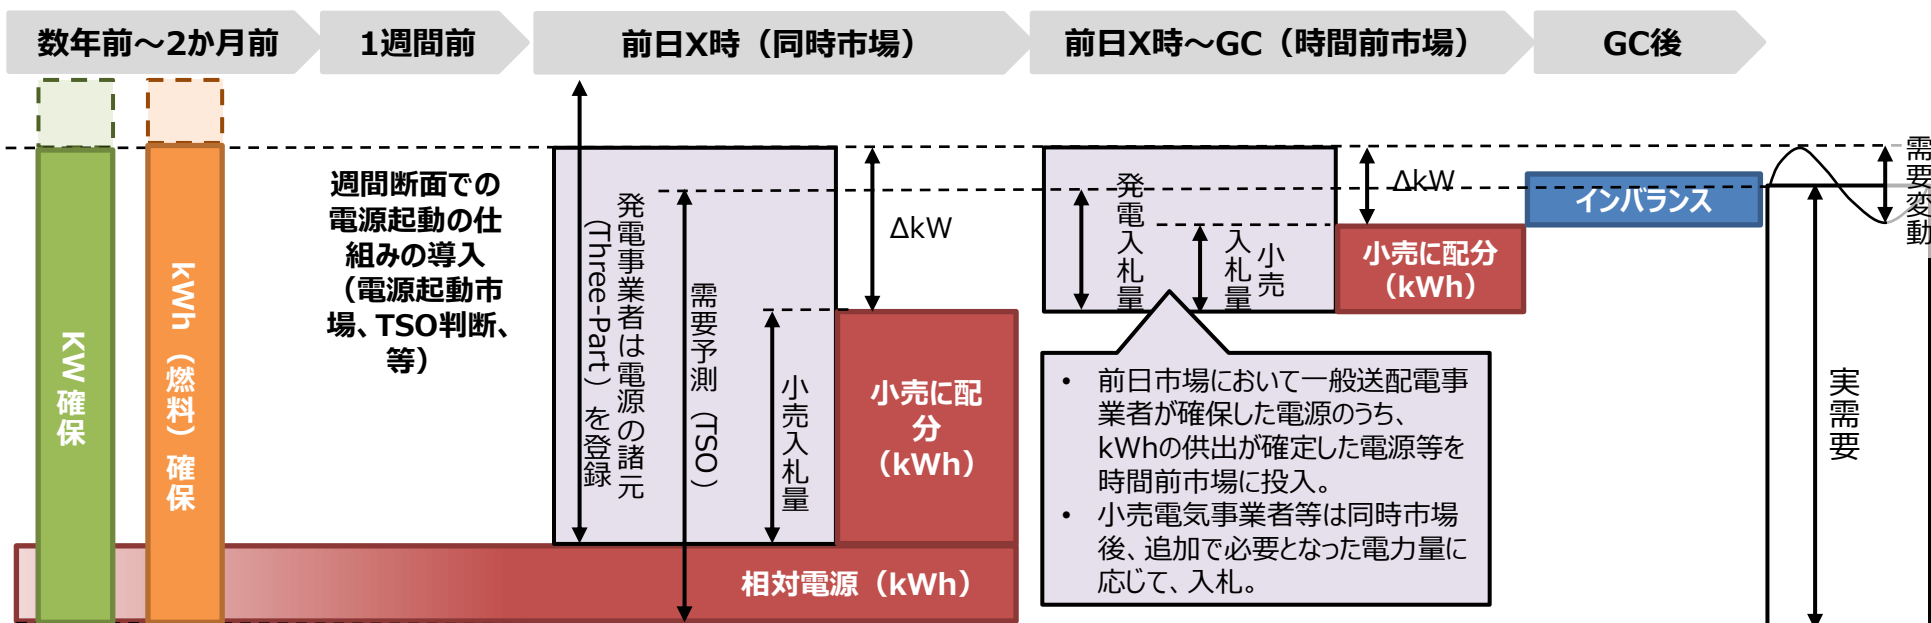 数年前～2か月前
1週間前
前日X時（同時市場）
前日X時～GC（時間前市場）
GC後
KW確保
kWh（燃料）確保
週間断面での
電源起動の仕
組みの導入
（電源起動市
場、TSO判断、
等）
発電事業者は電源の諸元
（Three-Part）を登録
需要予測（TSO）
小売入札量
ΔkW
小売に配
分
（kWh）
相対電源（kWh）
発電入札量
小売
入札量
ΔkW
小売に配分
（kWh）
インバランス
需要変動
実需要
• 前日市場において一般送配電事
業者が確保した電源のうち、
kWhの供出が確定した電源等を
時間前市場に投入。
• 小売電気事業者等は同時市場
後、追加で必要となった電力量に
応じて、入札。